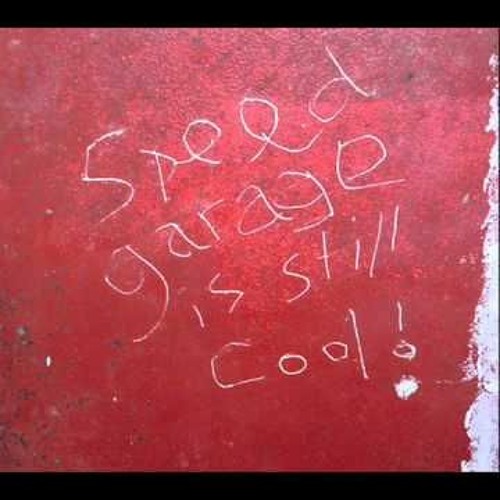 Speed
garage
is still
cool!